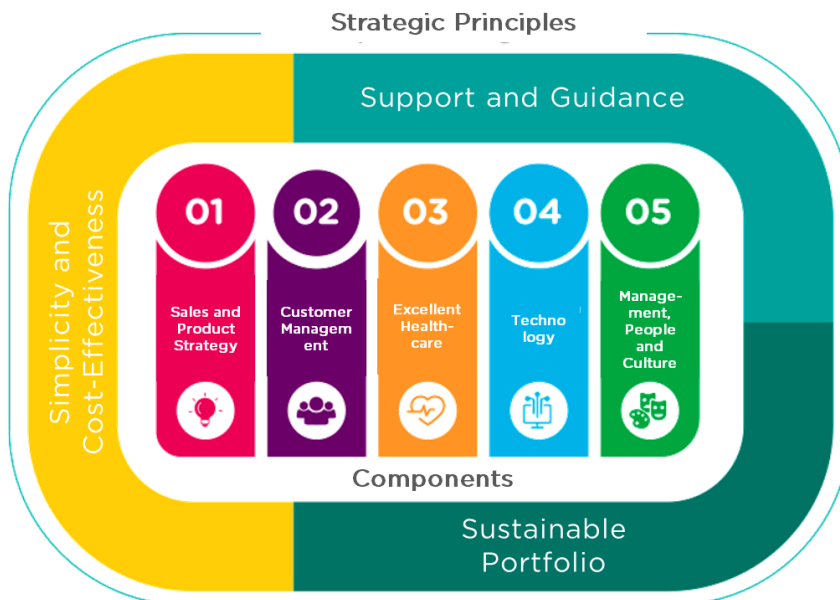 Strategic Principles
Support and Guidance
Simplicity and
Cost-Effectiveness
01
02
03
04
05
Sales and
Product
Strategy
Customer
Managem
ent
Excellent
Health-
care
Techno
logy
Manage-
ment,
People
and
Culture
Components
Sustainable
Portfolio